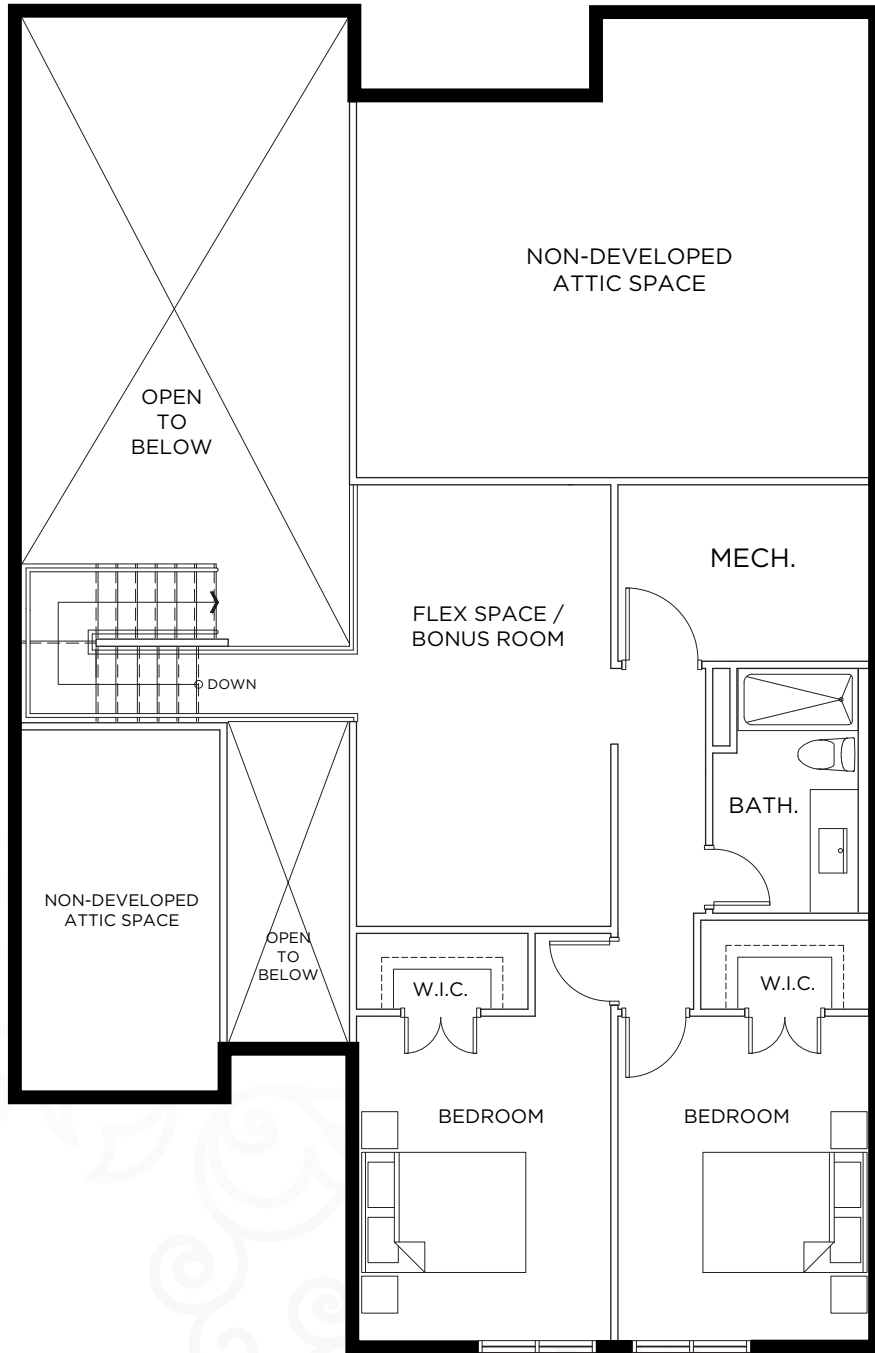 NON-DEVELOPED
ATTIC SPACE
OPEN
TO
BELOW
MECH.
FLEX SPACE /
BONUS ROOM
DOWN
BATH.
NON-DEVELOPED
ATTIC SPACE
OPEN
TO
BELOW
W.I.C.
W.I.C.
BEDROOM
BEDROOM